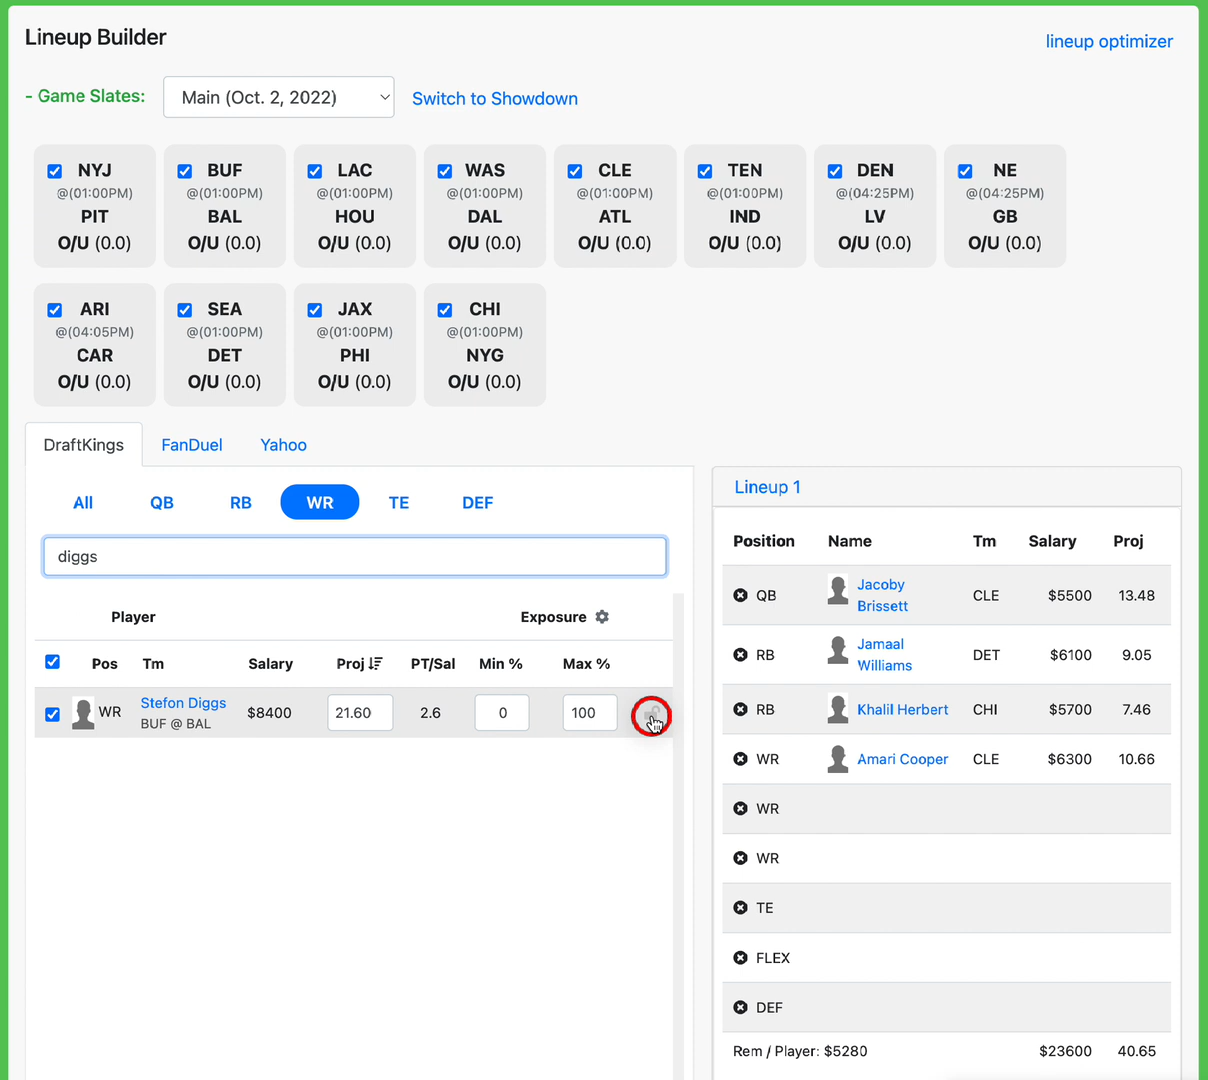 Lineup Builder
lineup optimizer
- Game Slates:
Main (Oct. 2, 2022)
Switch to Showdown
NYJ
@(01:00PM)
PIT
O/U (0.0)
BUF
@(01:00PM)
BAL
O/U (0.0)
LAC
@(01:00PM)
HOU
O/U (0.0)
WAS
@(01:00PM)
DAL
O/U (0.0)
CLE
@(01:00PM)
ATL
O/U (0.0)
TEN
@(01:00PM)
IND
O/U (0.0)
DEN
@(04:25PM)
LV
O/U (0.0)
NE
@(04:25PM)
GB
O/U (0.0)
ARI
@(04:05PM)
CAR
O/U (0.0)
SEA
@(01:00PM)
DET
O/U (0.0)
JAX
@(01:00PM)
PHI
O/U (0.0)
CHI
@(01:00PM)
NYG
O/U (0.0)
DraftKings FanDuel Yahoo
All QB RB WR TE DEF
diggs
Player Exposure
Pos Tm Salary Proj PT/Sal Min % Max %
WR Stefon Diggs $8400 21.60 2.6 0 100
BUF @ BAL
Lineup 1
Position Name Tm Salary Proj
QB Jacoby Brissett CLE $5500 13.48
RB Jamaal Williams DET $6100 9.05
RB Khalil Herbert CHI $5700 7.46
WR Amari Cooper CLE $6300 10.66
WR
WR
TE
FLEX
DEF
Rem / Player: $5280 $23600 40.65